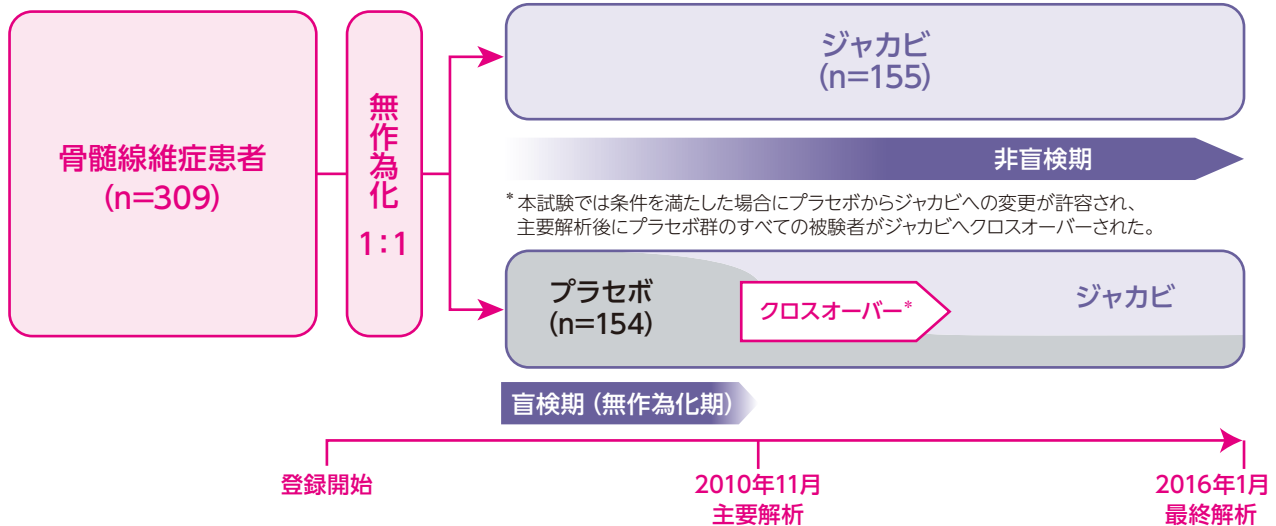 骨髄線維症患者
(n=309)
無作為化
1:1
ジャカビ
(n=155)
非盲検期
* 本試験では条件を満たした場合にプラセボからジャカビへの変更が許容され、
主要解析後にプラセボ群のすべての被験者がジャカビへクロスオーバーされた。
プラセボ
(n=154)
クロスオーバー*
ジャカビ
盲検期（無作為化期）
登録開始
2010年11月
主要解析
2016年1月
最終解析